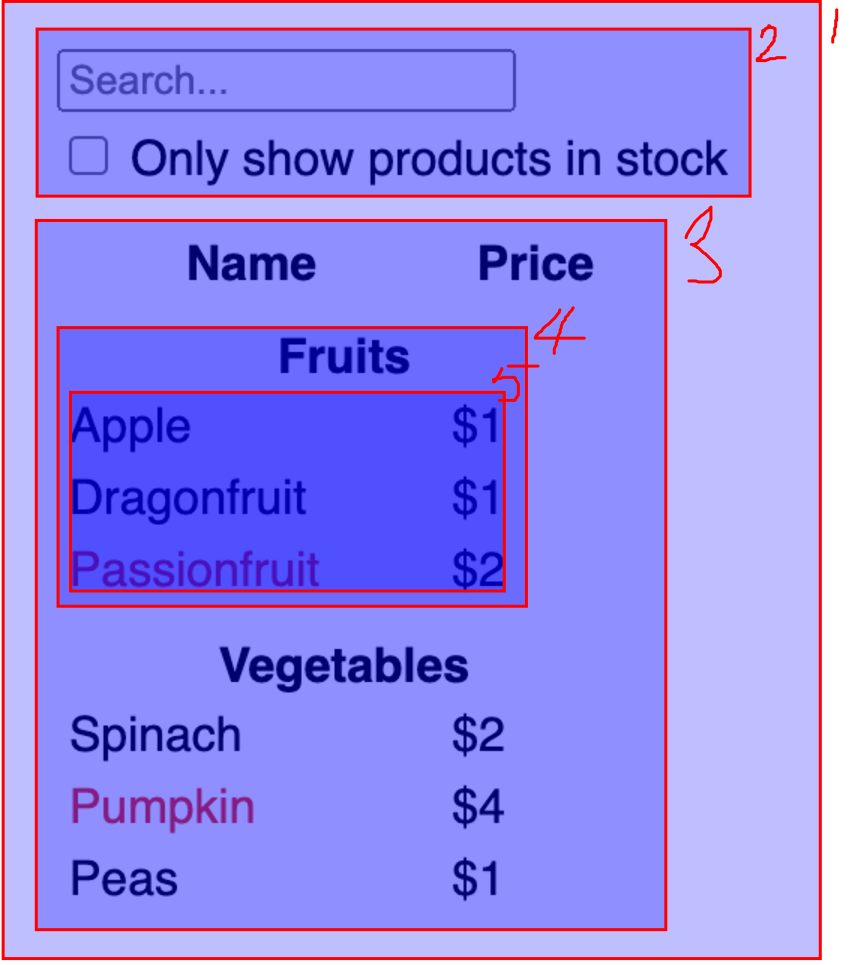 1
2
Search...
Only show products in stock
3
Name Price
4
Fruits
5
Apple $1
Dragonfruit $1
Passionfruit $2
Vegetables
Spinach $2
Pumpkin $4
Peas $1